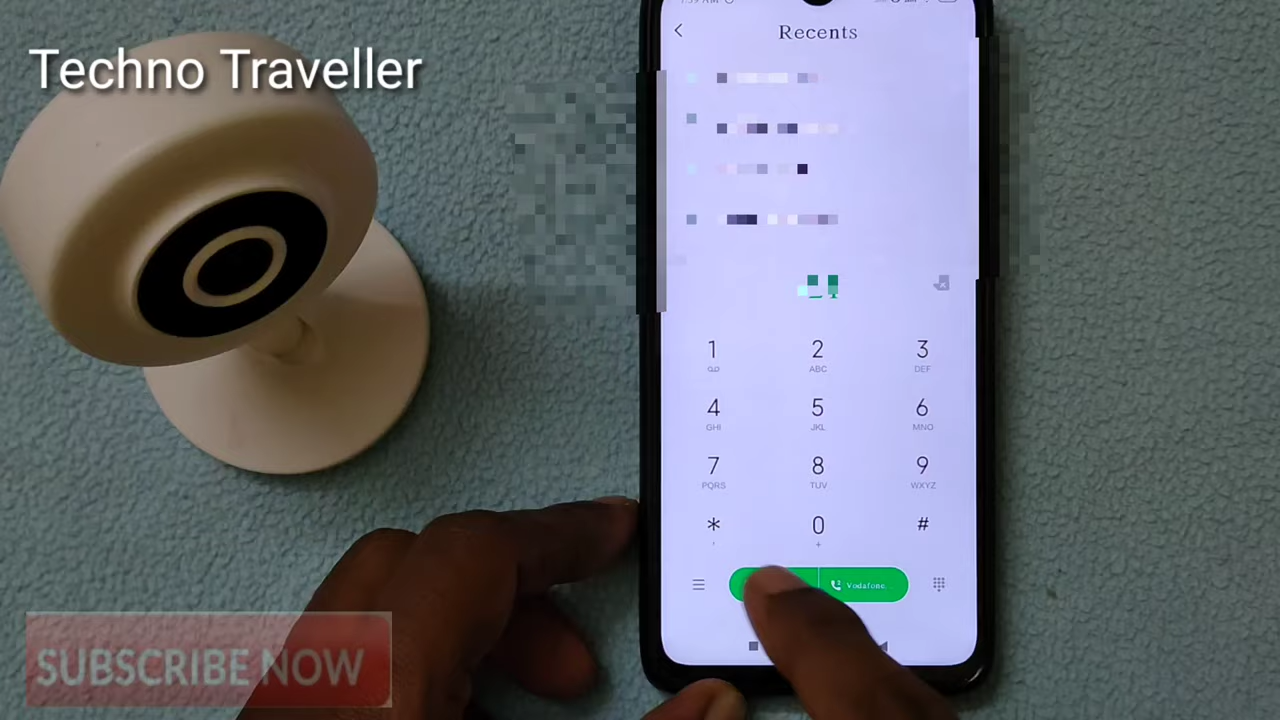 Techno Traveller
Recents
1
2
ABC
3
DEF
4
GHI
5
JKL
6
MNO
7
PQRS
8
TUV
9
WXYZ
*
,
0
+
#
Vodafone...
SUBSCRIBE NOW